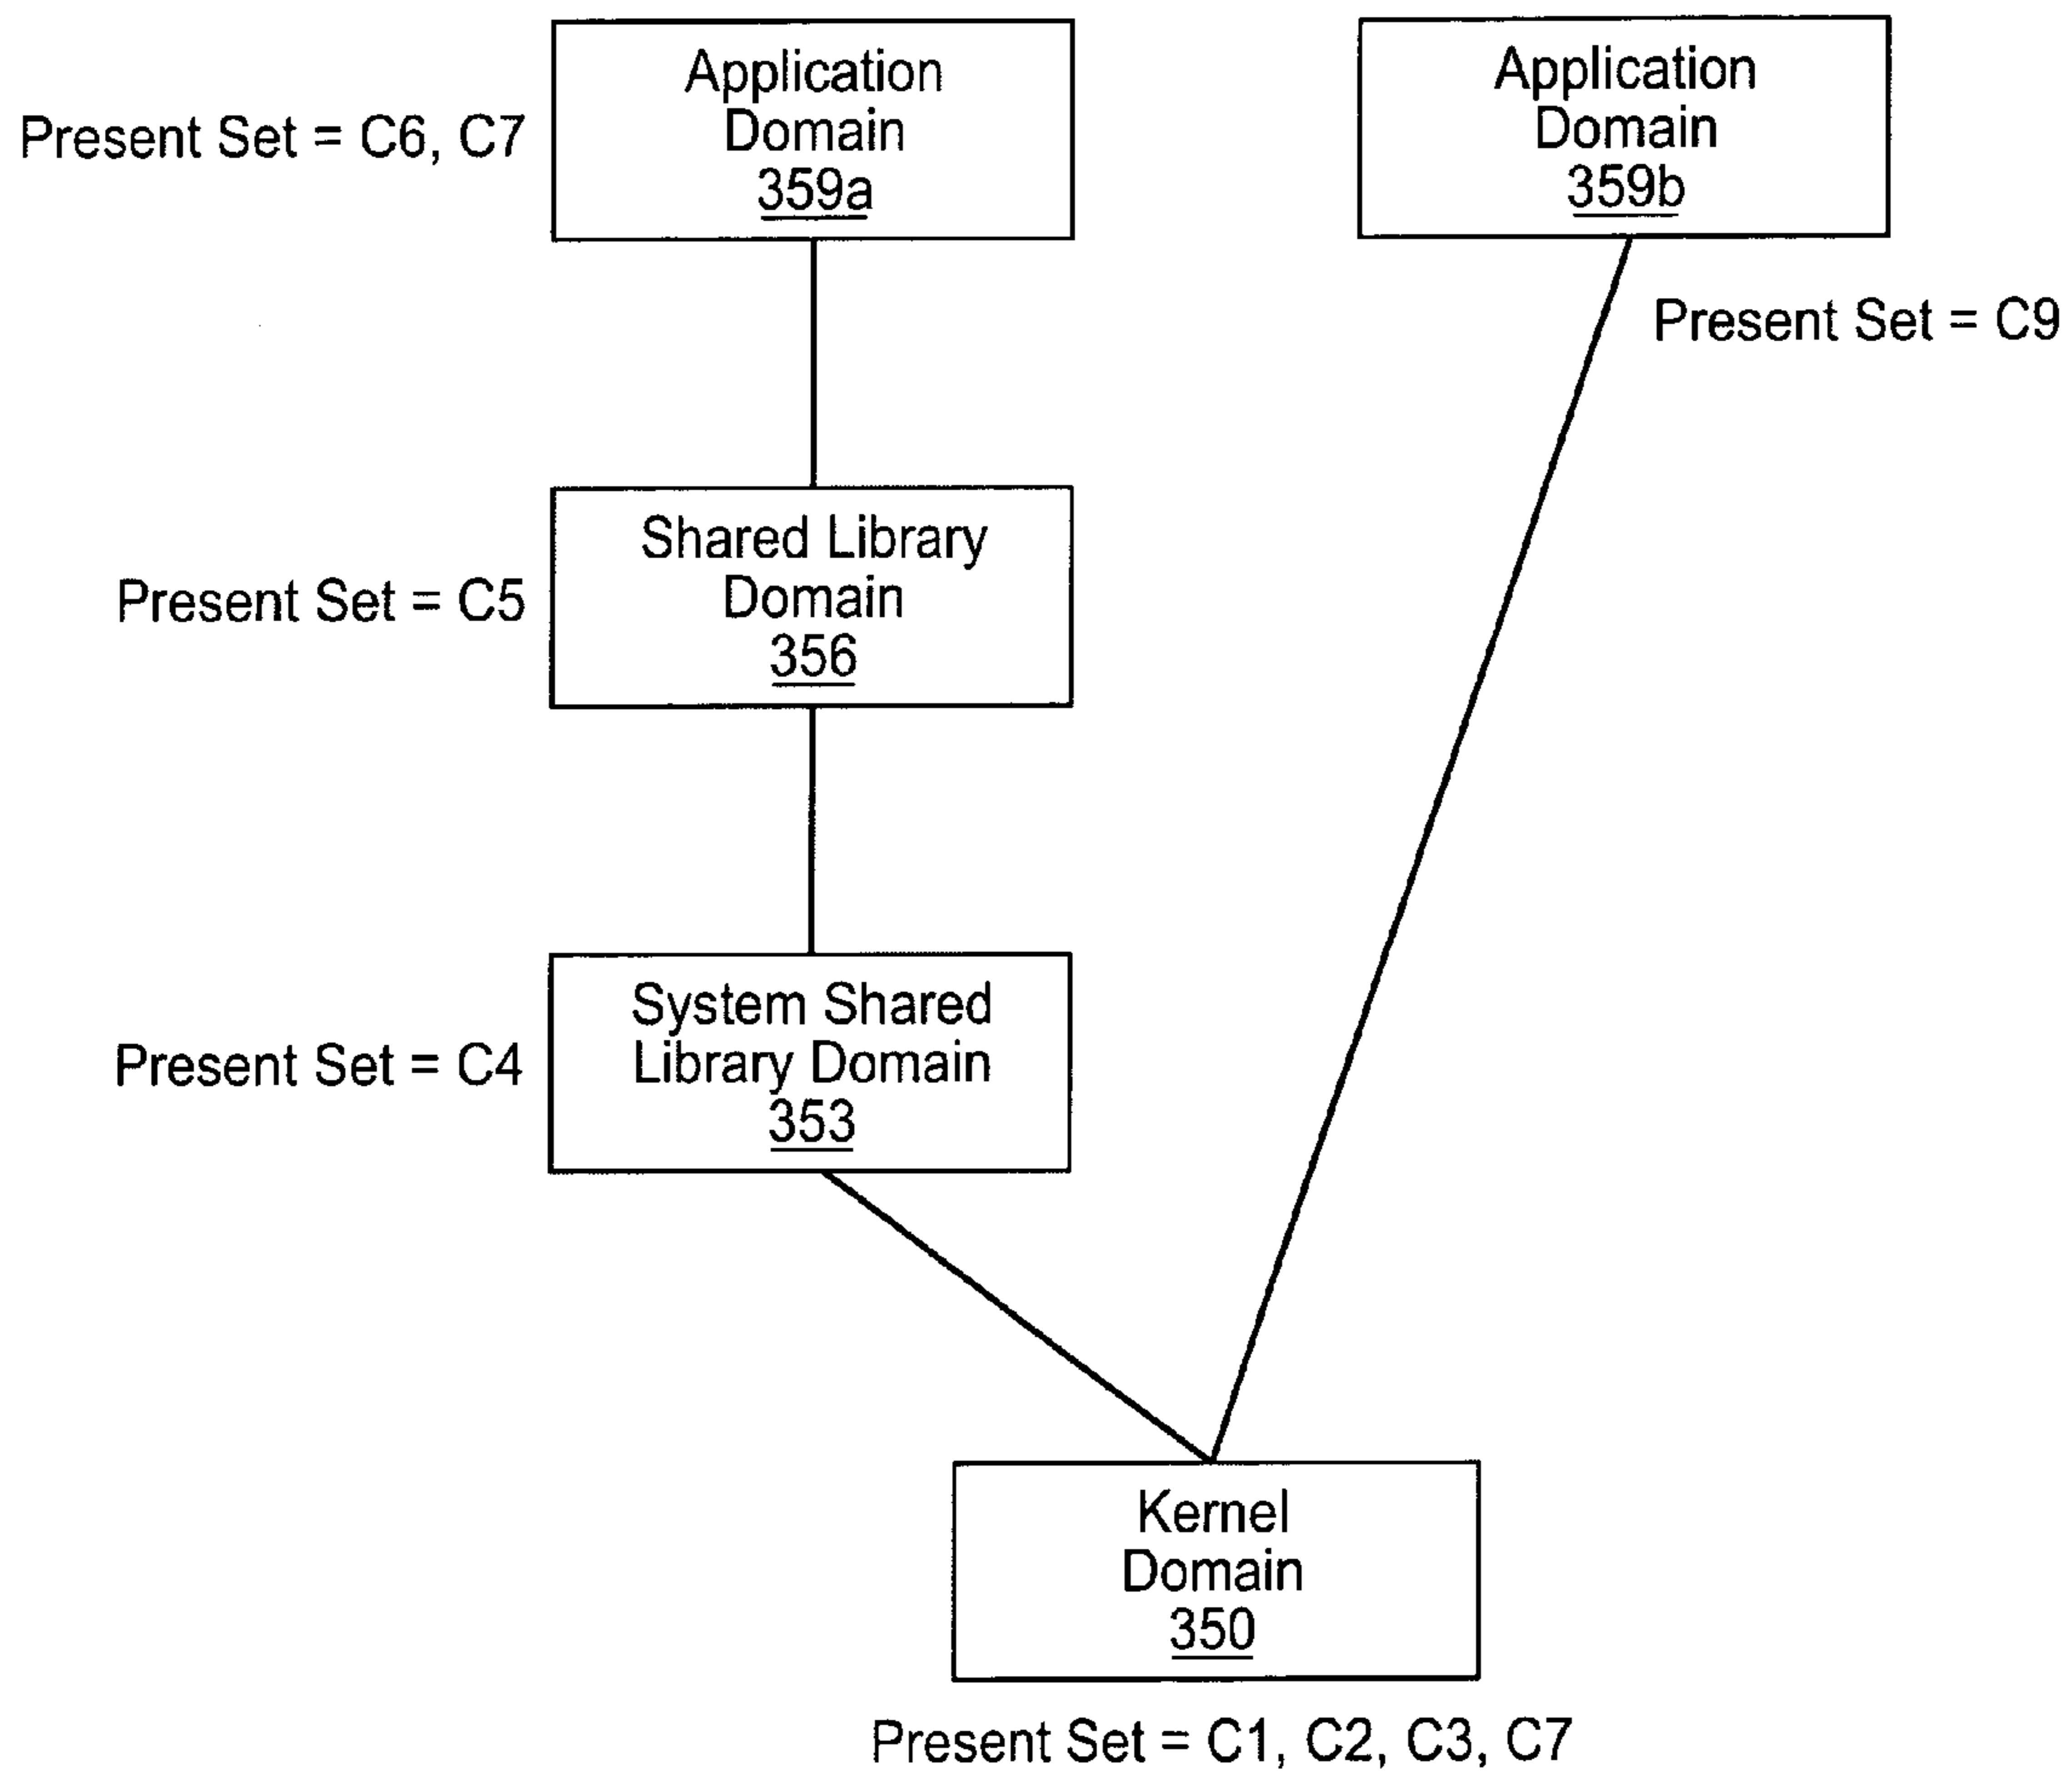 Application
Domain
359a
Present Set = C6, C7
Application
Domain
359b
Present Set = C9
Shared Library
Domain
356
Present Set = C5
System Shared
Library Domain
353
Present Set = C4
Kernel
Domain
350
Present Set = C1, C2, C3, C7